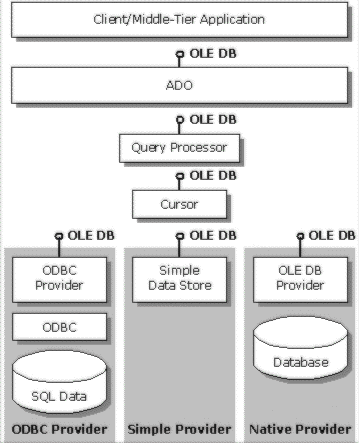 Client/Middle-Tier Application
OLE DB
ADO
OLE DB
Query Processor
OLE DB
Cursor
OLE DB OLE DB OLE DB
ODBC Provider
Simple Data Store
OLE DB Provider
ODBC
SQL Data
Database
ODBC Provider Simple Provider Native Provider